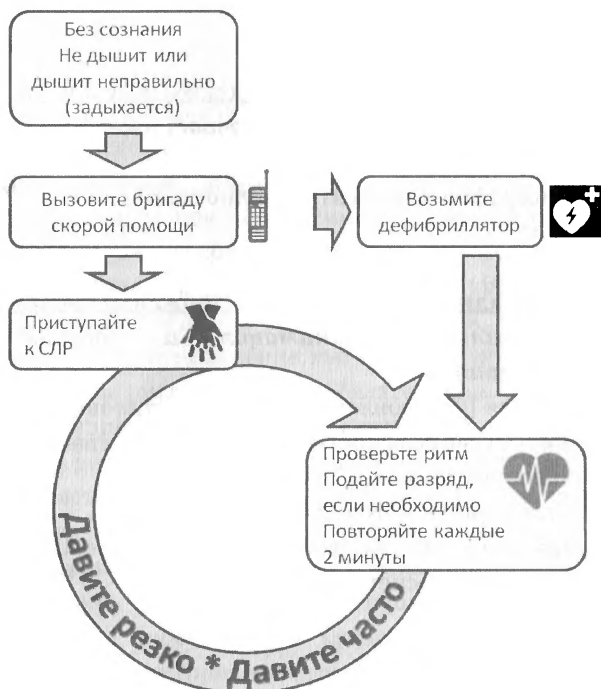 Без сознания
Не дышит или
дышит неправильно
(задыхается)
Вызовите бригаду
скорой помощи
Возьмите
дефибриллятор
Приступайте
к СЛР
Проверьте ритм
Подайте разряд,
если необходимо
Повторяйте каждые
2 минуты
Давите резко * Давите часто